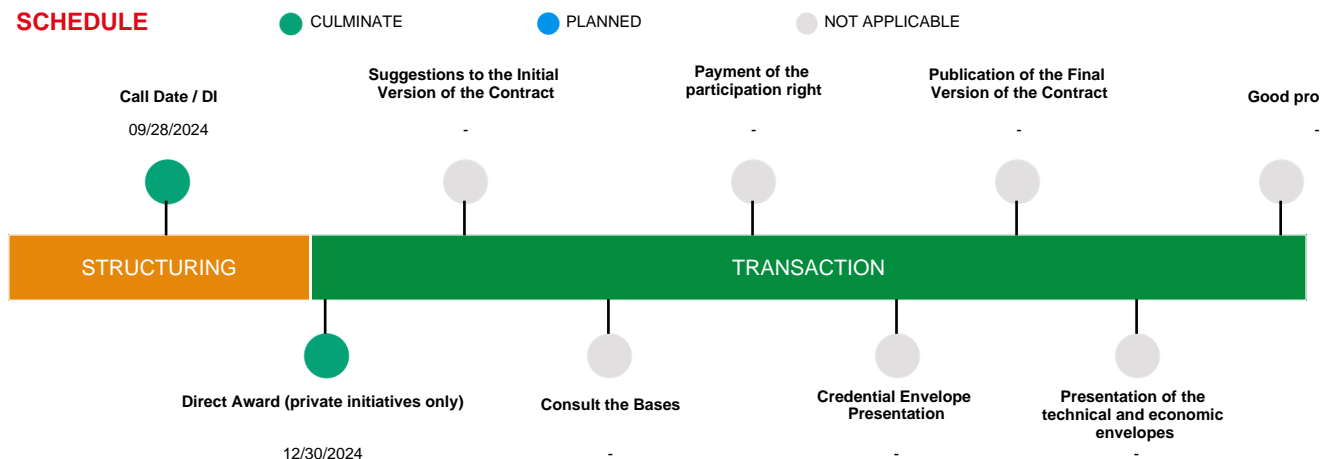 SCHEDULE
CULMINATE
PLANNED
NOT APPLICABLE
Call Date / DI
09/28/2024
Suggestions to the Initial
Version of the Contract
-
Payment of the
participation right
-
Publication of the Final
Version of the Contract
-
Good pro
-
STRUCTURING
TRANSACTION
Direct Award (private initiatives only)
12/30/2024
Consult the Bases
-
Credential Envelope
Presentation
-
Presentation of the
technical and economic
envelopes
-